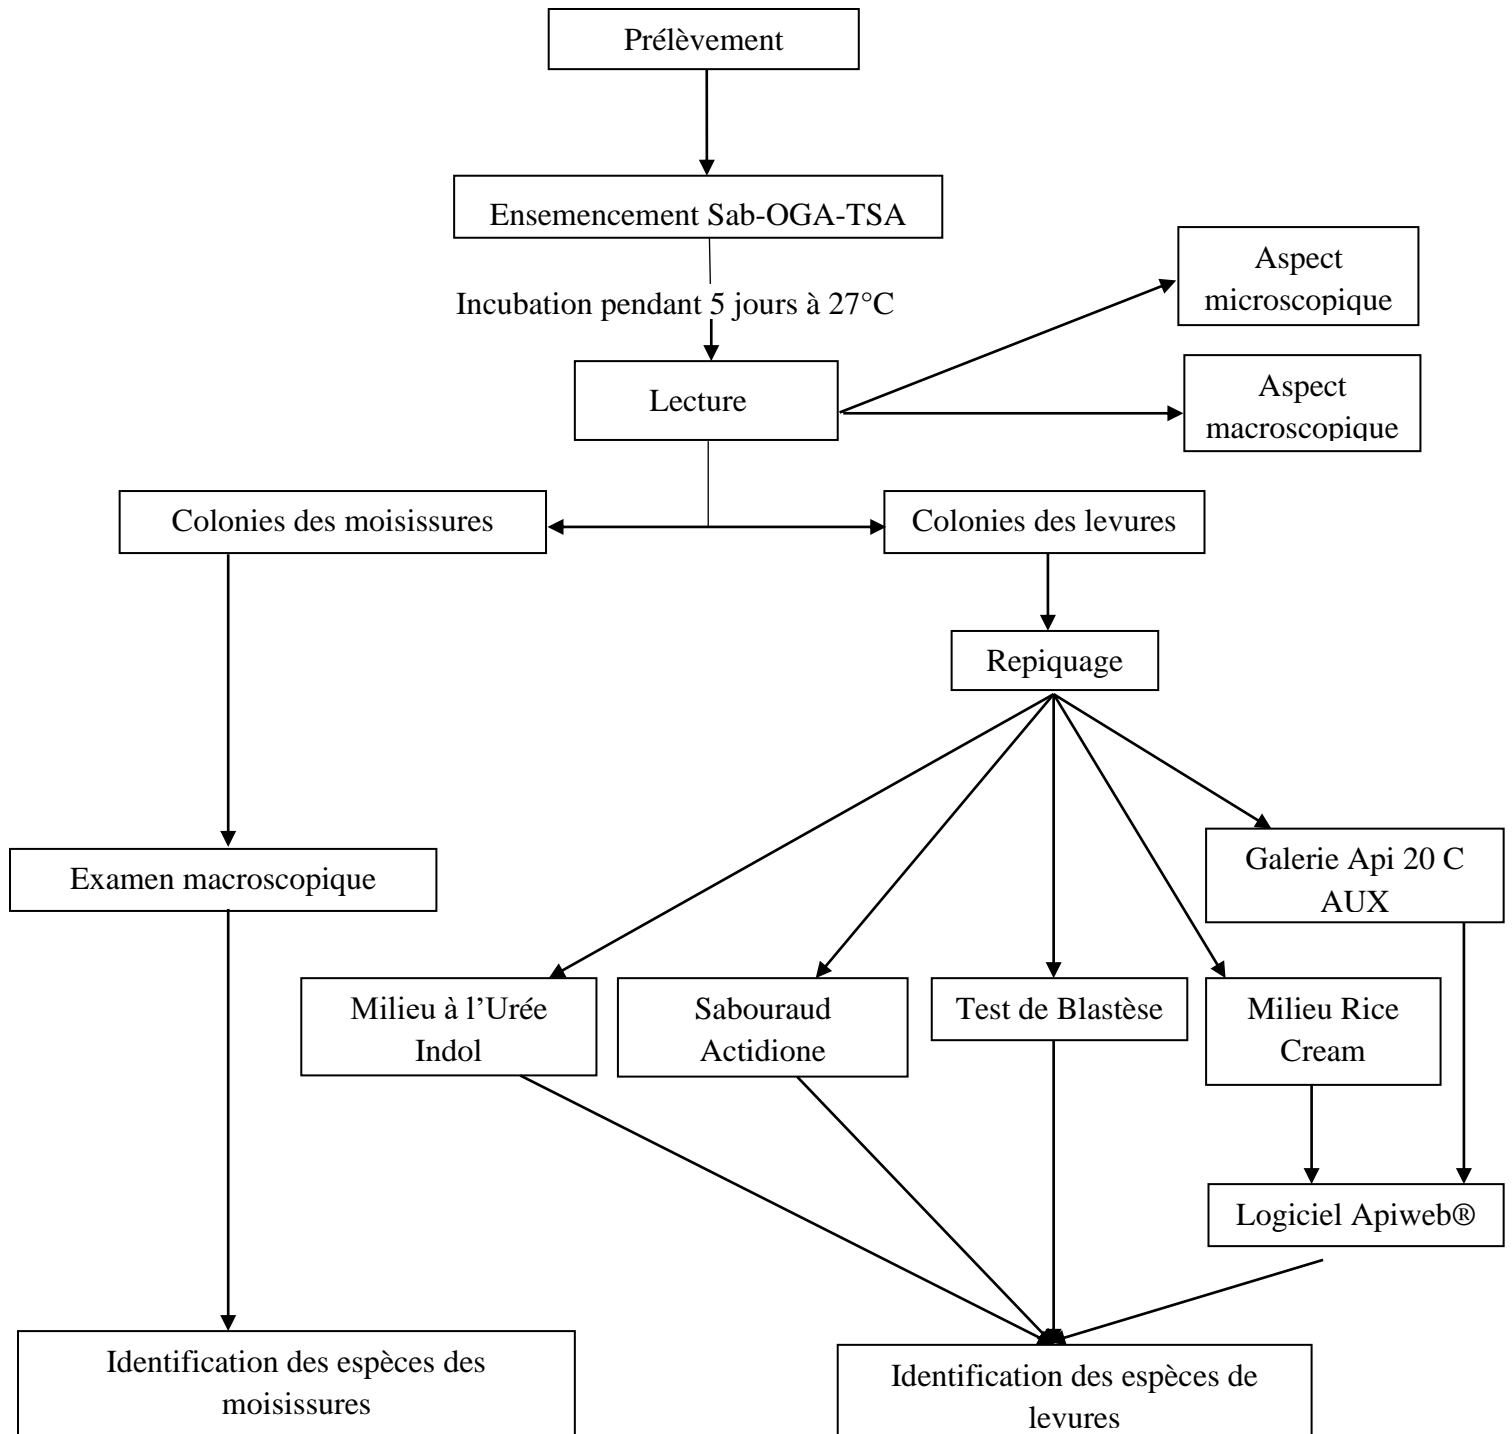 Prélèvement
Ensemencement Sab-OGA-TSA
Aspect
microscopique
Incubation pendant 5 jours à 27°C
Lecture
Aspect
macroscopique
Colonies des moisissures
Colonies des levures
Repiquage
Examen macroscopique
Galerie Api 20 C
AUX
Milieu à l’Urée
Indol
Sabouraud
Actidione
Test de Blastèse
Milieu Rice
Cream
Logiciel Apiweb®
Identification des espèces des
moisissures
Identification des espèces de
levures